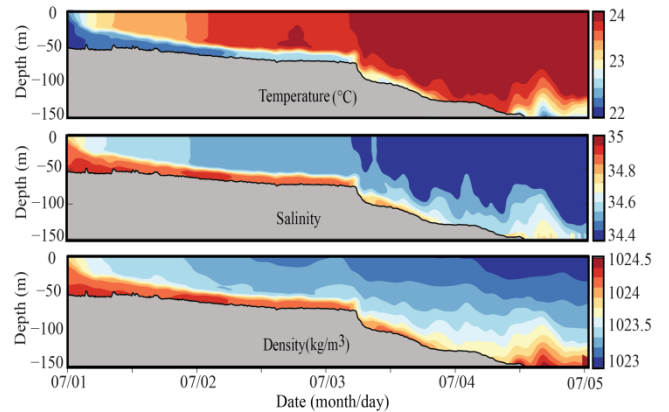 0
−50
−100
−150
Depth (m)
Temperature (°C)
24
23
22
0
−50
−100
−150
Depth (m)
Salinity
35
34.8
34.6
34.4
0
−50
−100
−150
Depth (m)
Density(kg/m³)
1024.5
1024
1023.5
1023
07/01 07/02 07/03 07/04 07/05
Date (month/day)